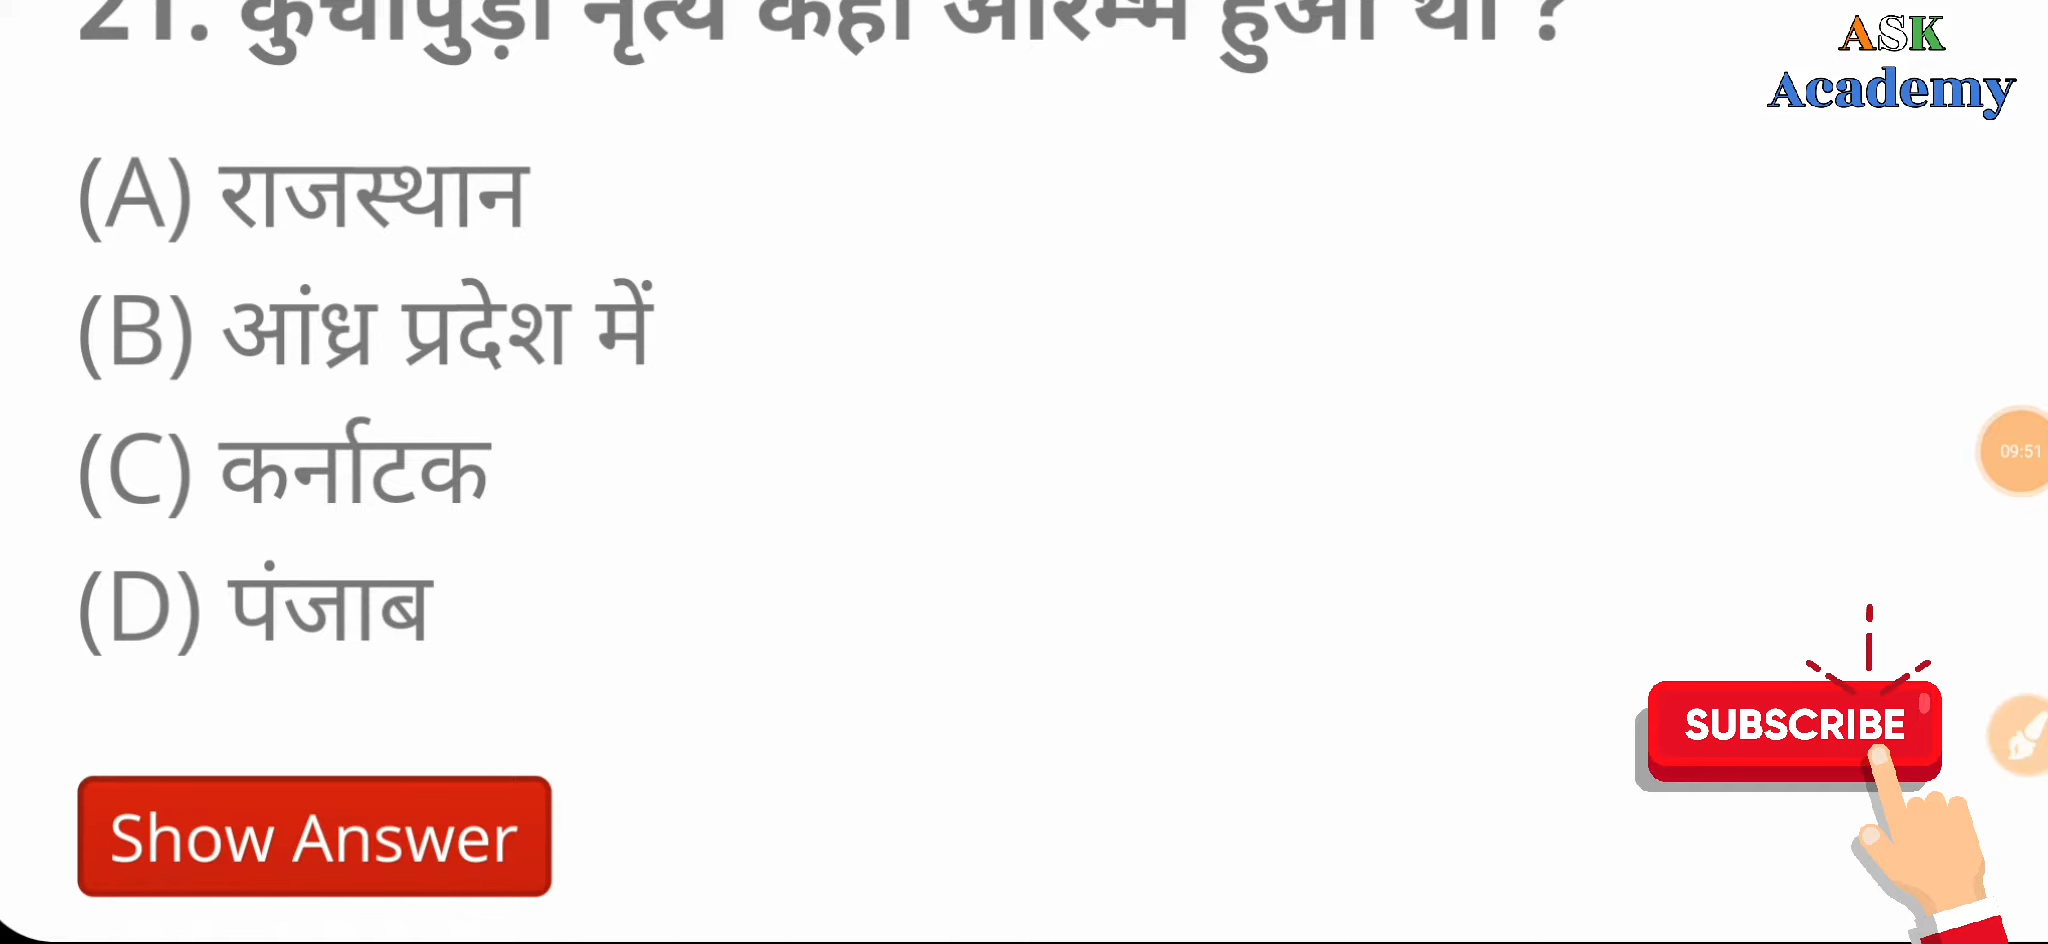 21. कुचीपुड़ी नृत्य कहाँ आरम्भ हुआ था ?
ASK
Academy
(A) राजस्थान
(B) आंध्र प्रदेश में
(C) कर्नाटक
09:51
(D) पंजाब
SUBSCRIBE
Show Answer